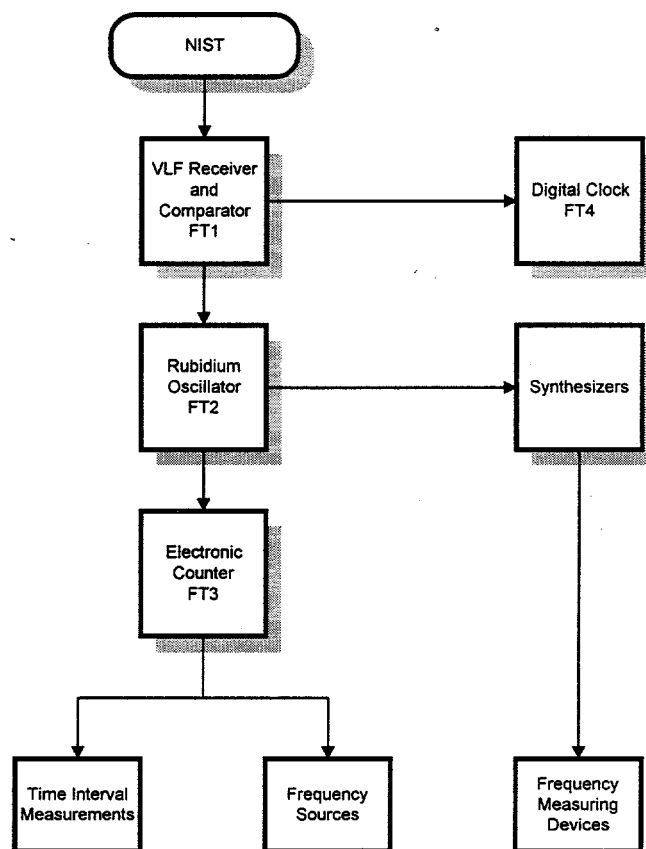 NIST
VLF Receiver
and
Comparator
FT1
Digital Clock
FT4
Rubidium
Oscillator
FT2
Synthesizers
Electronic
Counter
FT3
Time Interval
Measurements
Frequency
Sources
Frequency
Measuring
Devices